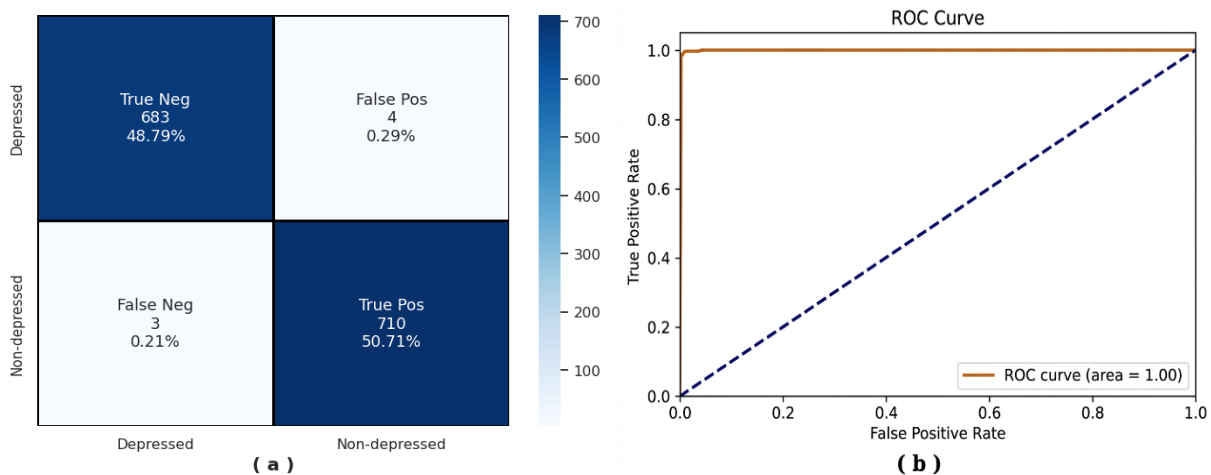 Depressed
Non-depressed
True Neg
683
48.79%
False Pos
4
0.29%
False Neg
3
0.21%
True Pos
710
50.71%
Depressed
Non-depressed
700
600
500
400
300
200
100
( a )
ROC Curve
True Positive Rate
1.0
0.8
0.6
0.4
0.2
0.0
ROC curve (area = 1.00)
0.0
0.2
0.4
0.6
0.8
1.0
False Positive Rate
( b )